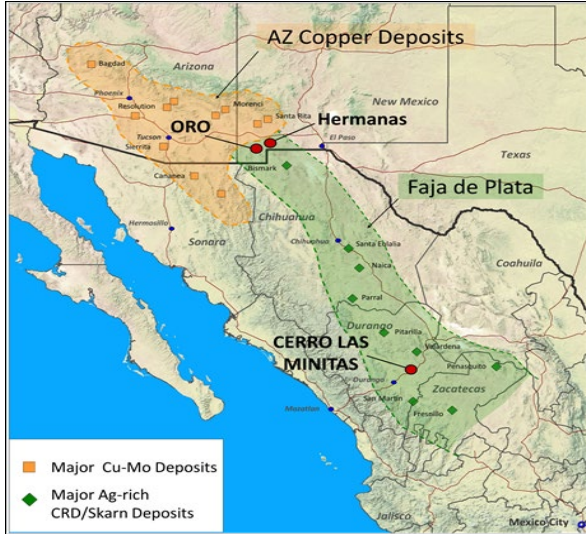 AZ Copper Deposits
Arizona
Bagdad
Phoenix
Resolution
Morenci
Santa Rita
New Mexico
ORO
Hermanas
Tucson
El Paso
Sierrita
Texas
Bismark
Cananea
Faja de Plata
Chihuahua
Hermosillo
Sonora
Chihuahua
Santa Eulalia
Coahuila
Naica
Parral
Durango
Pitarilla
CERRO LAS
MINITAS
Velardena
Penasquito
Durango
Zacatecas
San Martin
Mazatlan
Fresnillo
Major Cu-Mo Deposits
Major Ag-rich
CRD/Skarn Deposits
Jalisco
Mexico City